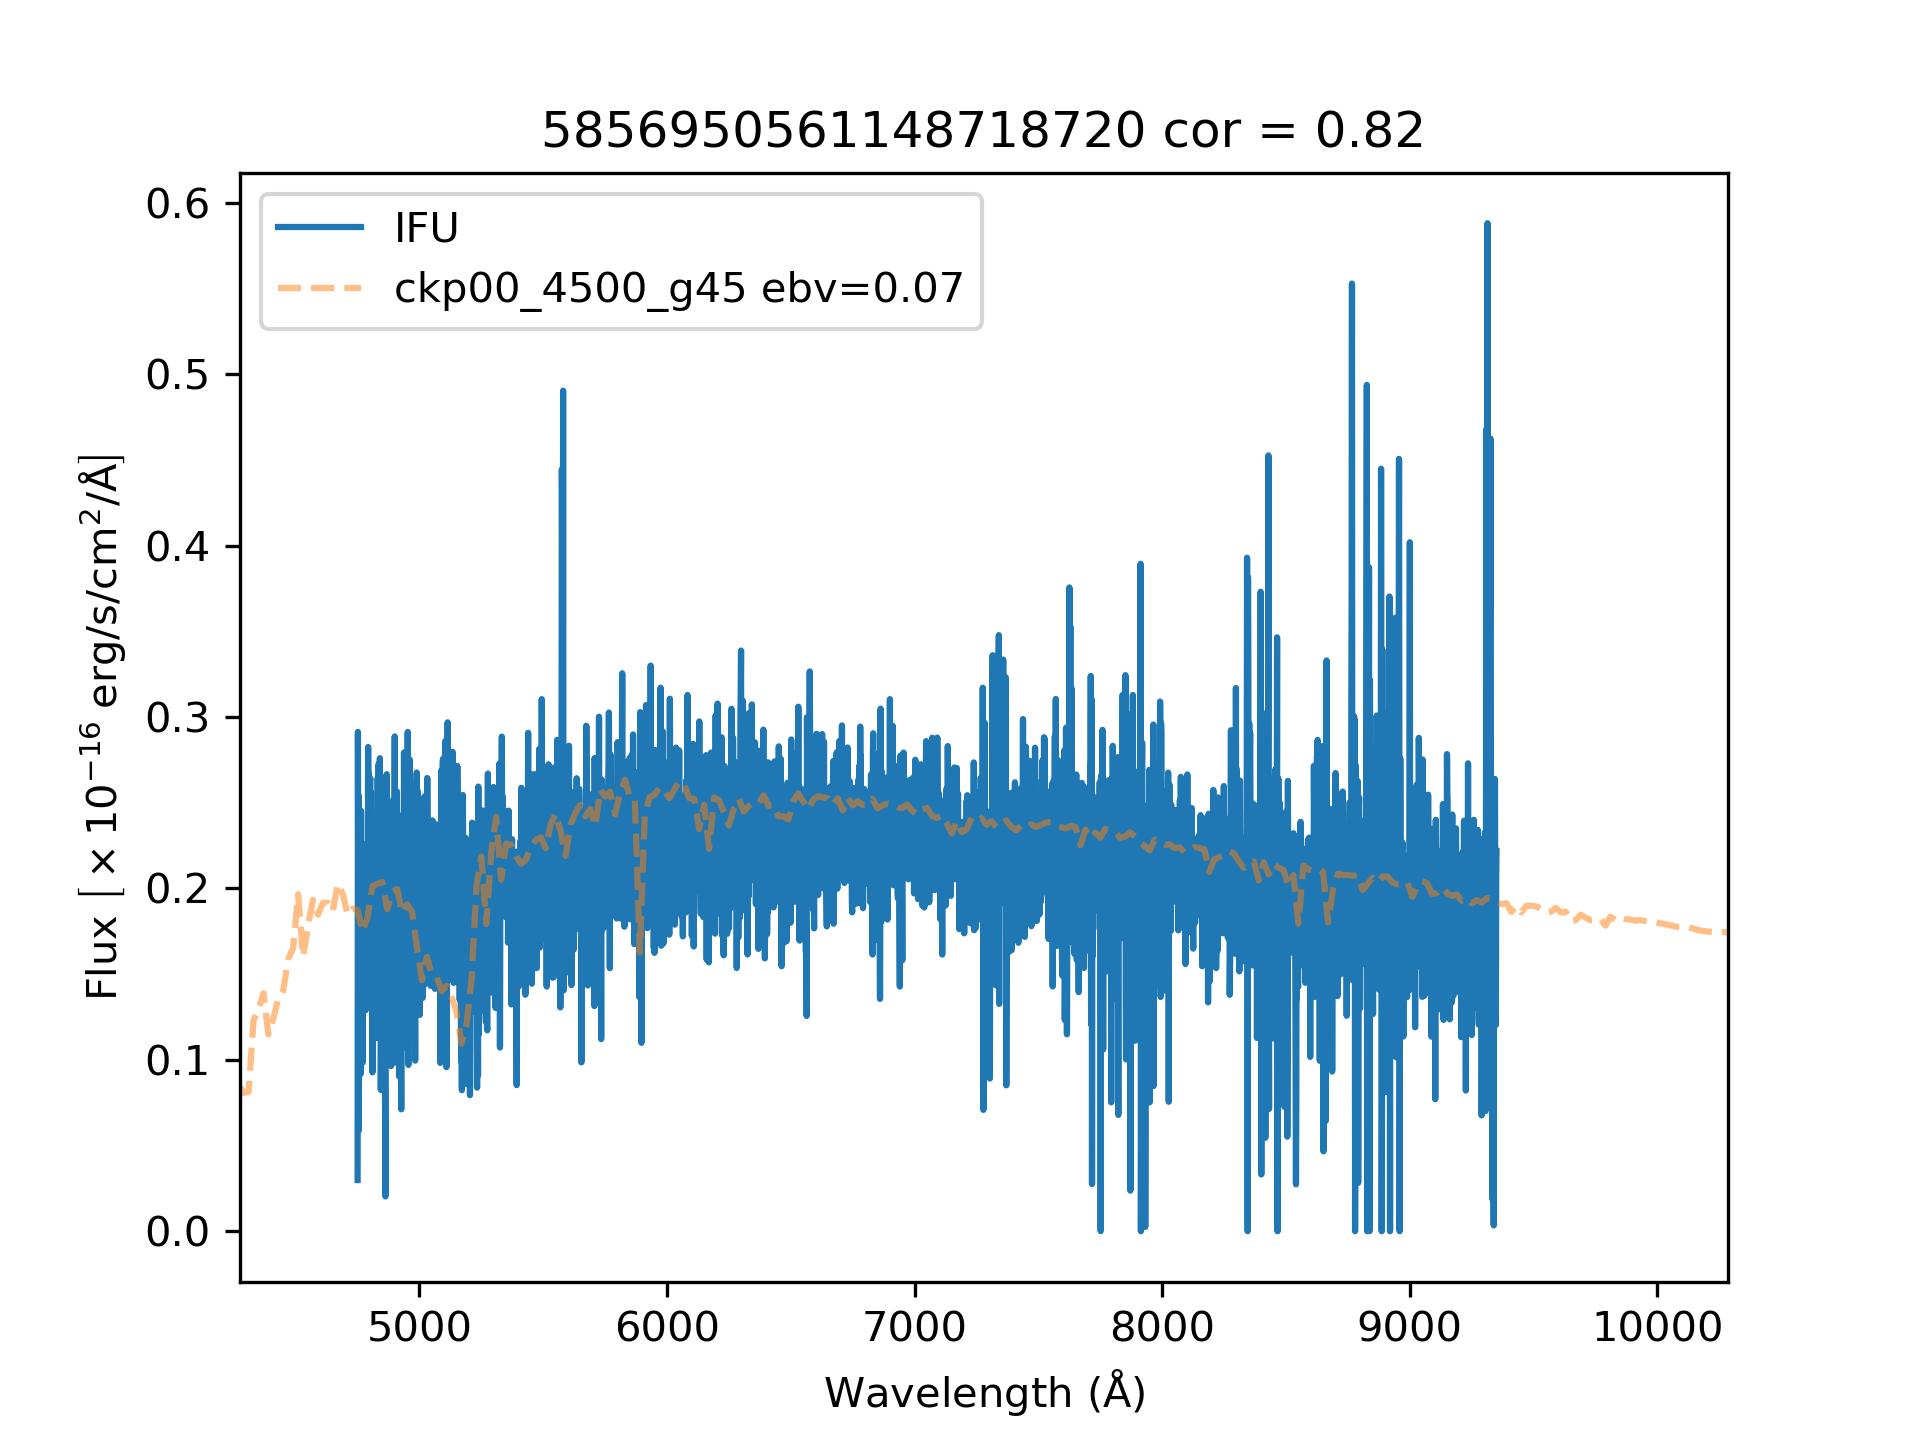 5856950561148718720 cor = 0.82
IFU
ckp00_4500_g45 ebv=0.07
0.6
0.5
0.4
0.3
0.2
0.1
0.0
Flux [× 10⁻¹⁶ erg/s/cm²/Å]
5000 6000 7000 8000 9000 10000
Wavelength (Å)